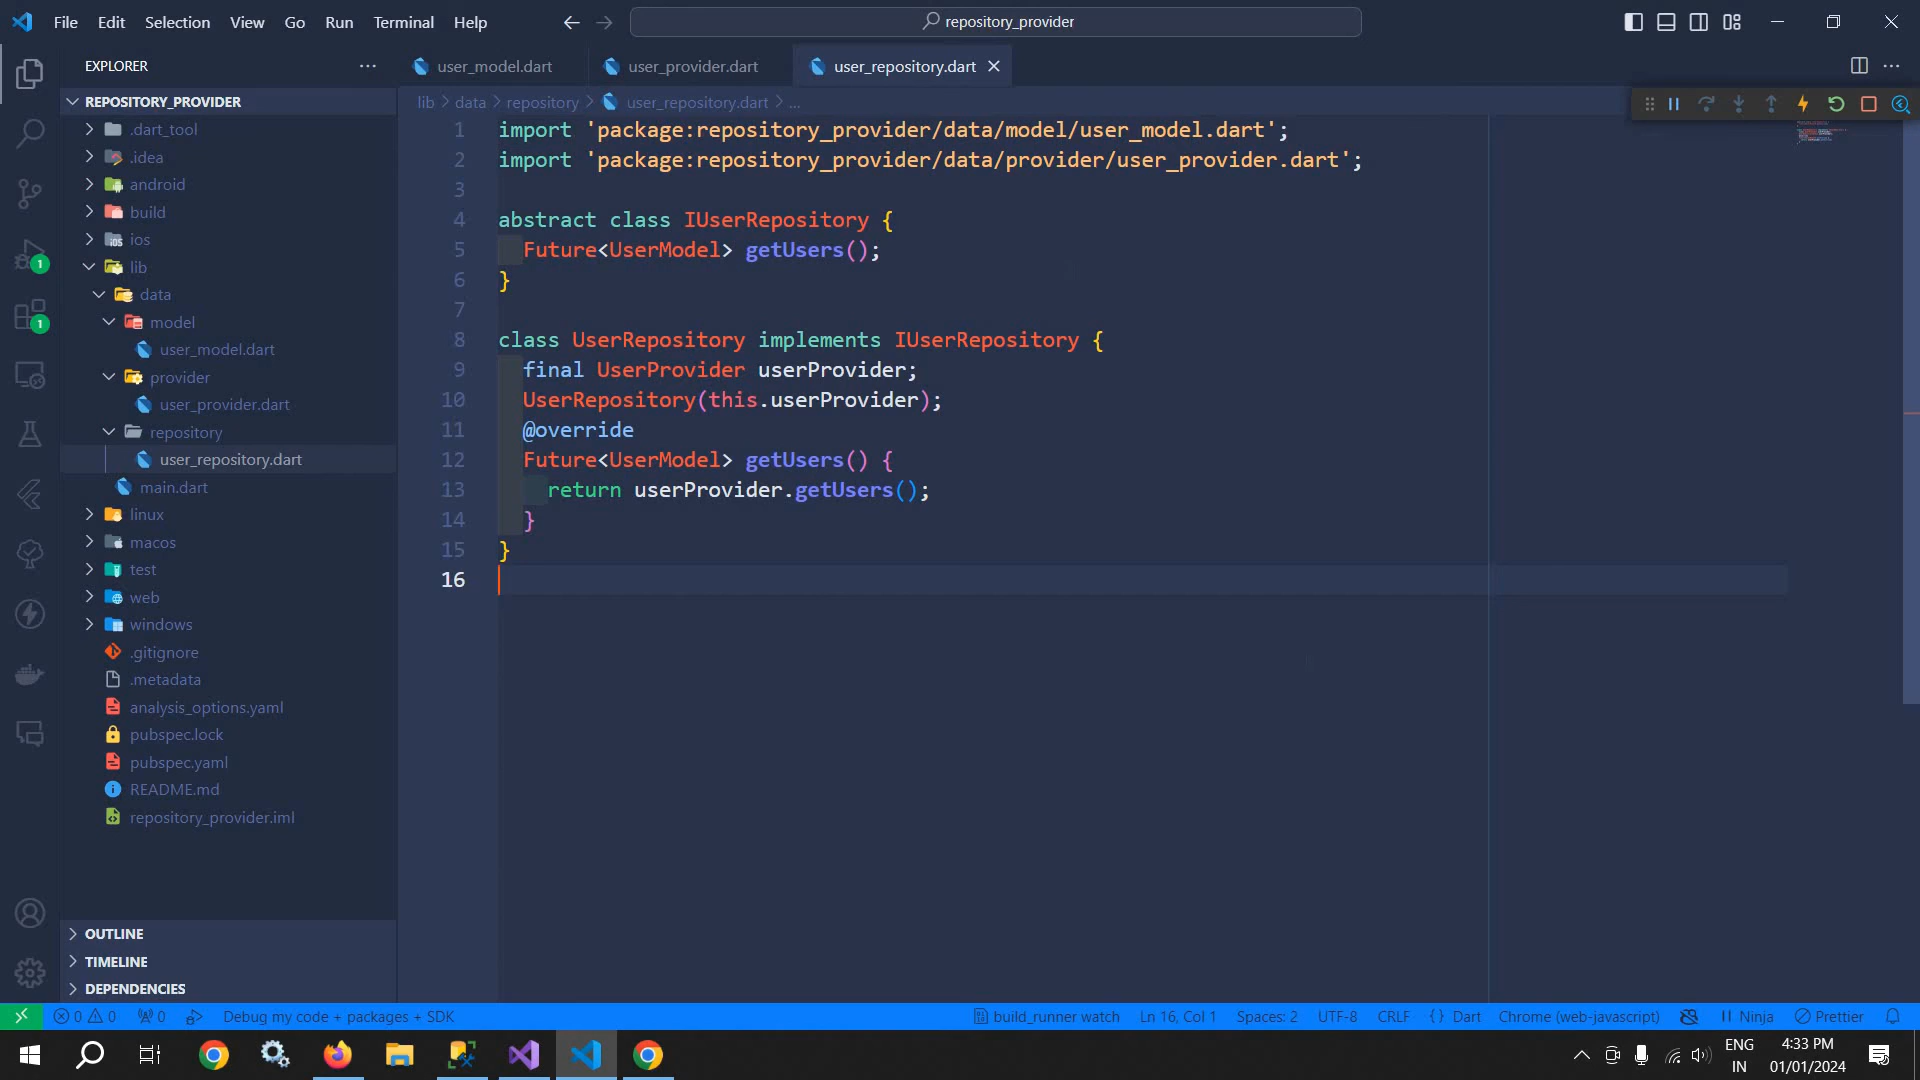 File Edit Selection View Go Run Terminal Help
repository_provider
EXPLORER
REPOSITORY_PROVIDER
.dart_tool
.idea
android
build
ios
lib
data
model
user_model.dart
provider
user_provider.dart
repository
user_repository.dart
main.dart
linux
macos
test
web
windows
.gitignore
.metadata
analysis_options.yaml
pubspec.lock
pubspec.yaml
README.md
repository_provider.iml
OUTLINE
TIMELINE
DEPENDENCIES
1
1
user_model.dart user_provider.dart user_repository.dart
lib > data > repository > user_repository.dart > ...
1 import 'package:repository_provider/data/model/user_model.dart';
2 import 'package:repository_provider/data/provider/user_provider.dart';
3
4 abstract class IUserRepository {
5 Future<UserModel> getUsers();
6 }
7
8 class UserRepository implements IUserRepository {
9 final UserProvider userProvider;
10 UserRepository(this.userProvider);
11 @override
12 Future<UserModel> getUsers() {
13 return userProvider.getUsers();
14 }
15 }
16
0 0 0 Debug my code + packages + SDK build_runner watch Ln 16, Col 1 Spaces: 2 UTF-8 CRLF {} Dart Chrome (web-javascript) Ninja Prettier
ENG
IN
4:33 PM
01/01/2024